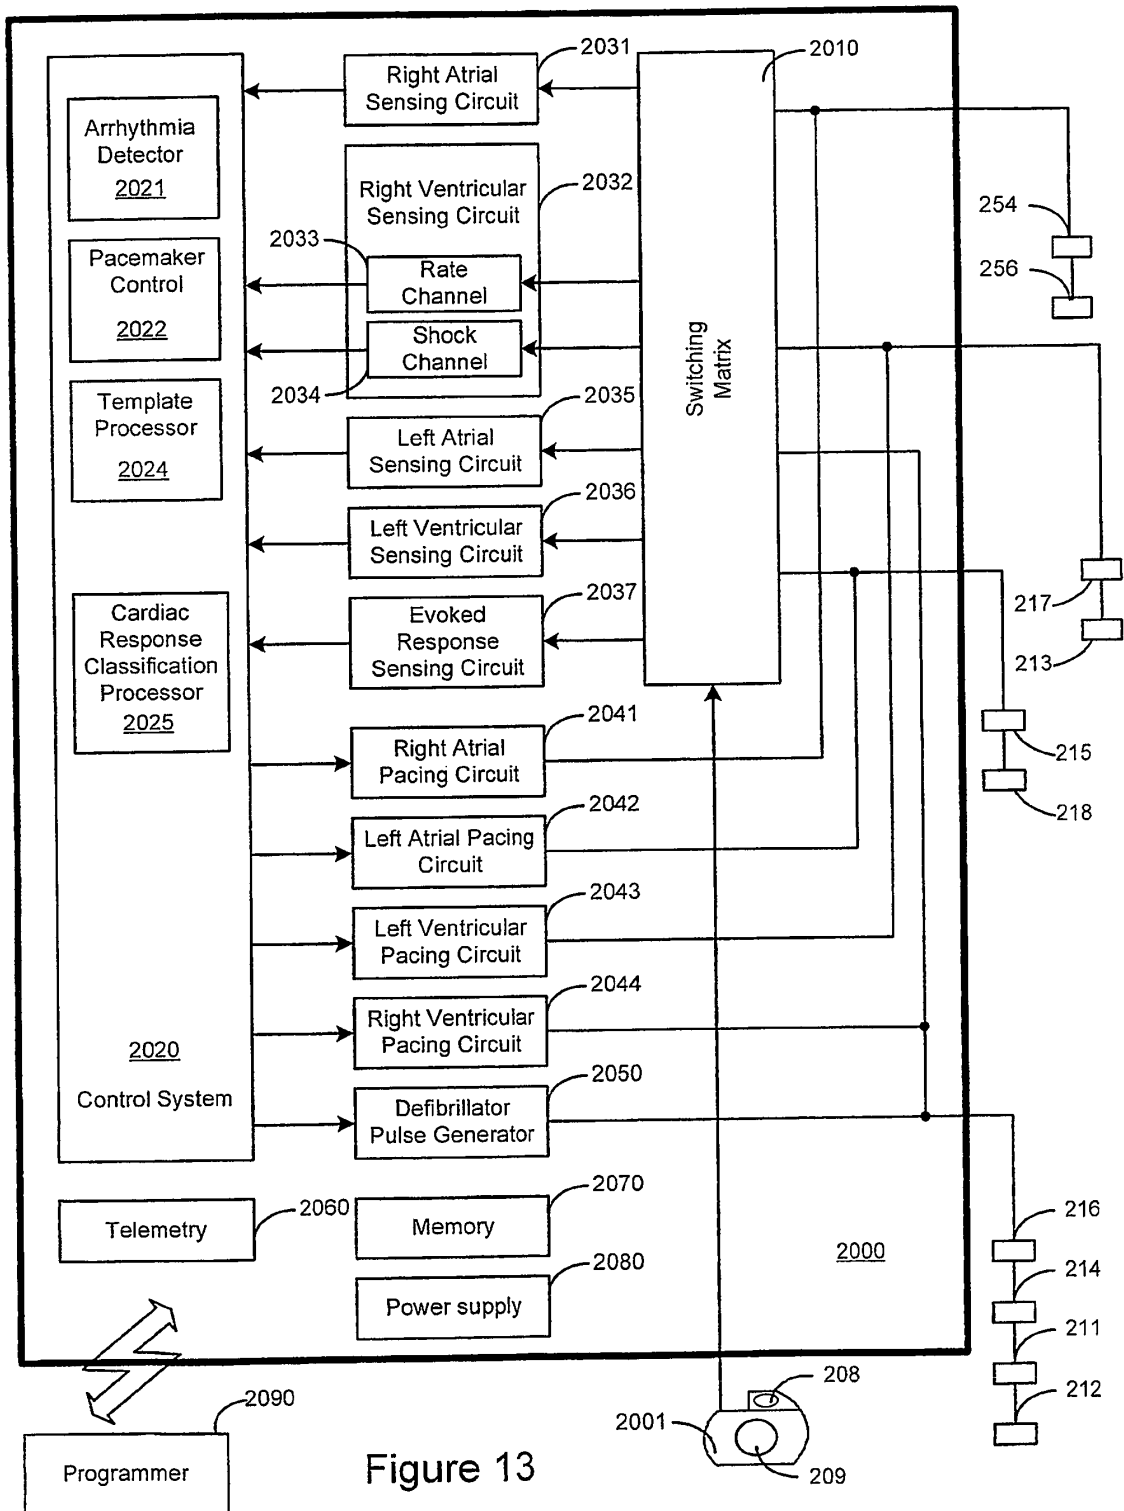 2031
2010
Right Atrial
Sensing Circuit
Arrhythmia
Detector
2021
Right Ventricular
Sensing Circuit
2032
254
2033
Pacemaker
Control
2022
Rate
Channel
256
Shock
Channel
2034
Switching
Matrix
Template
Processor
2024
2035
Left Atrial
Sensing Circuit
2036
Left Ventricular
Sensing Circuit
2037
217
Cardiac
Response
Classification
Processor
2025
Evoked
Response
Sensing Circuit
213
2041
Right Atrial
Pacing Circuit
215
2042
218
Left Atrial Pacing
Circuit
2043
Left Ventricular
Pacing Circuit
2044
Right Ventricular
Pacing Circuit
2020
Control System
2050
Defibrillator
Pulse Generator
2070
2060
Telemetry
Memory
216
2000
2080
214
Power supply
211
208
212
2090
2001
Programmer
Figure 13
209